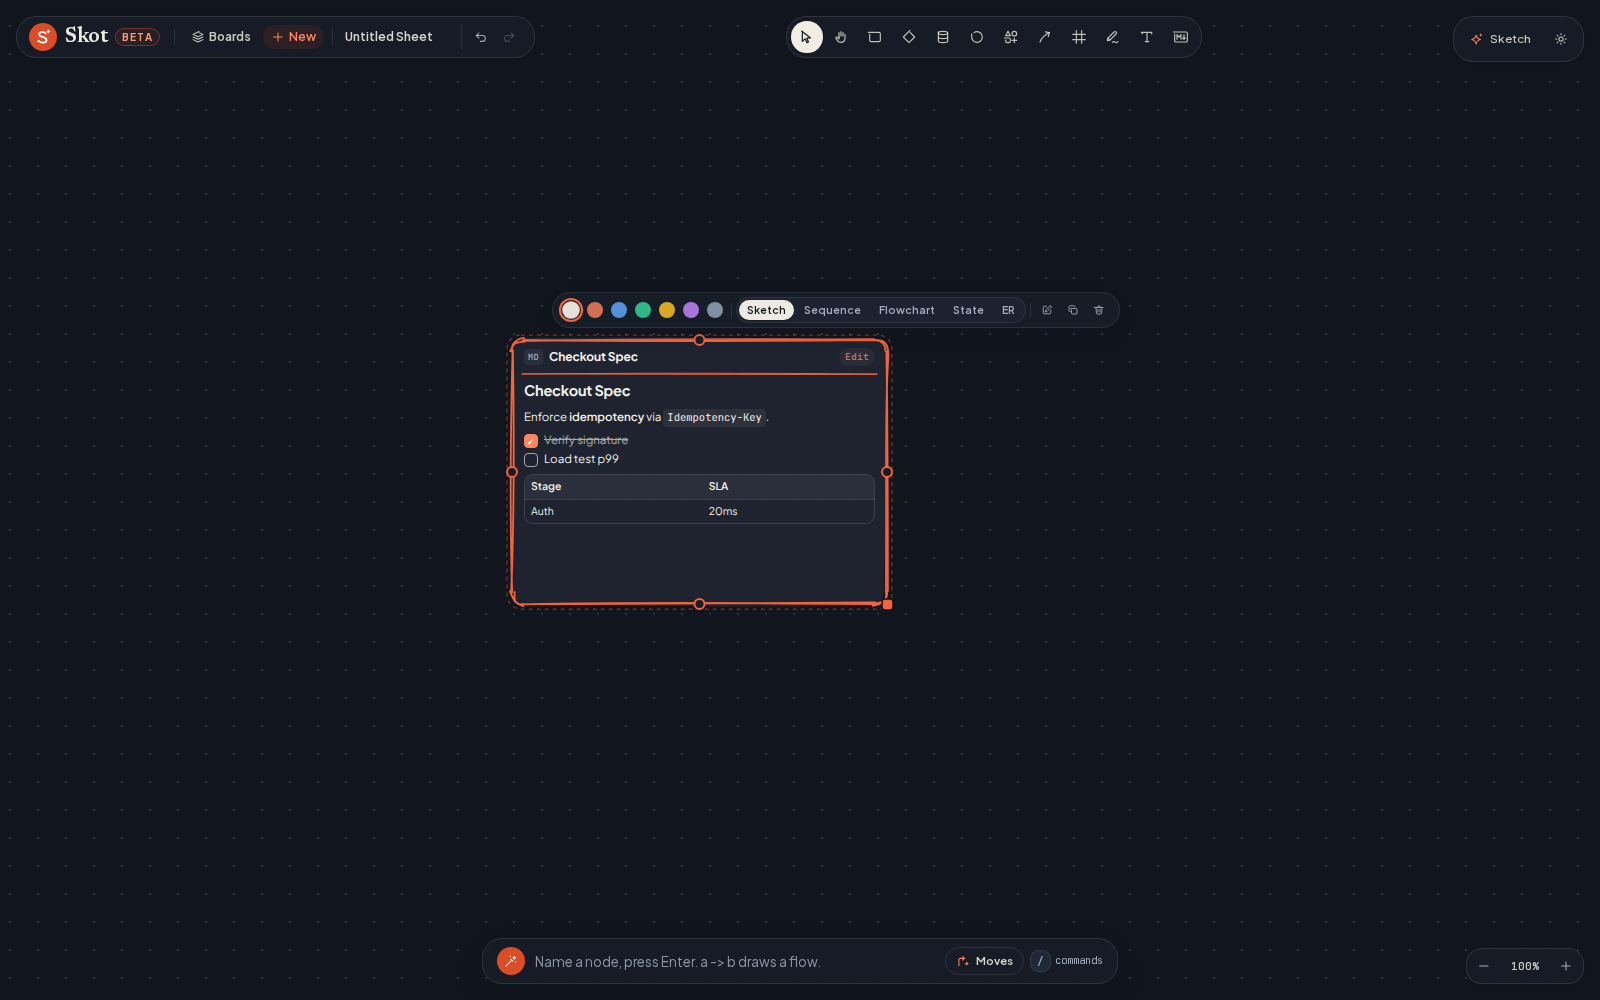 Skot BETA Boards + New Untitled Sheet Sketch
Sketch Sequence Flowchart State ER
MD Checkout Spec Edit
Checkout Spec
Enforce idempotency via Idempotency-Key.
Verify signature
Load test p99
Stage SLA
Auth 20ms
Name a node, press Enter. a -> b draws a flow. Moves / commands
− 100% +